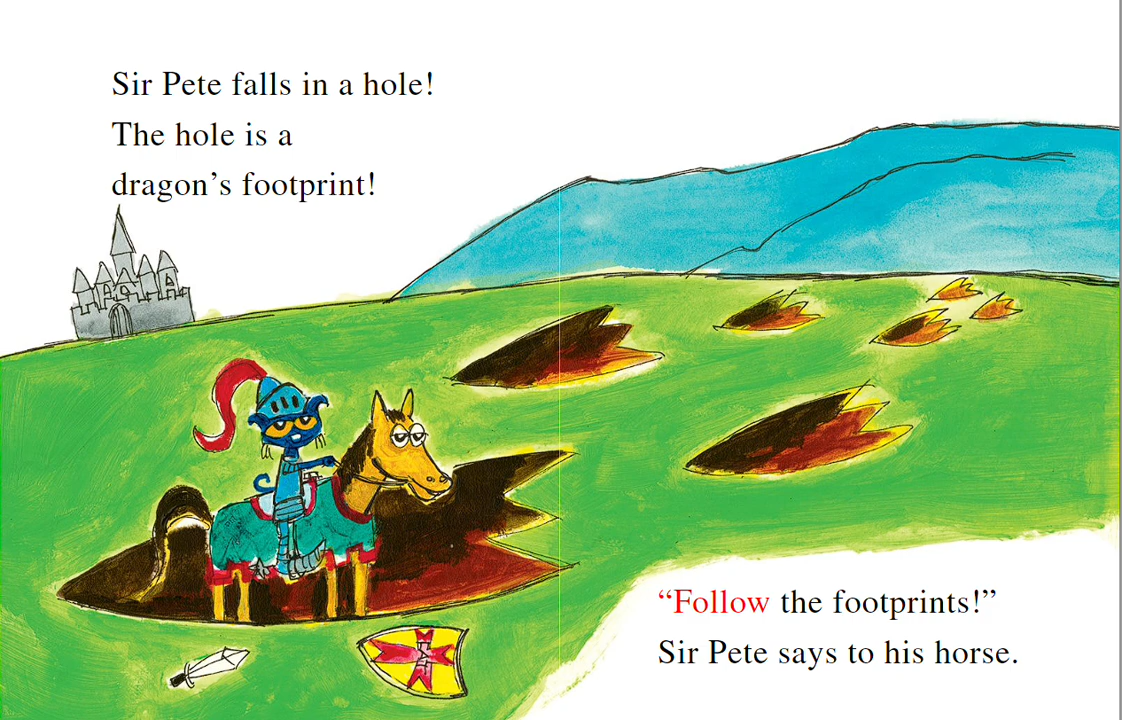 Sir Pete falls in a hole!
The hole is a
dragon’s footprint!
CAT
“Follow the footprints!”
Sir Pete says to his horse.